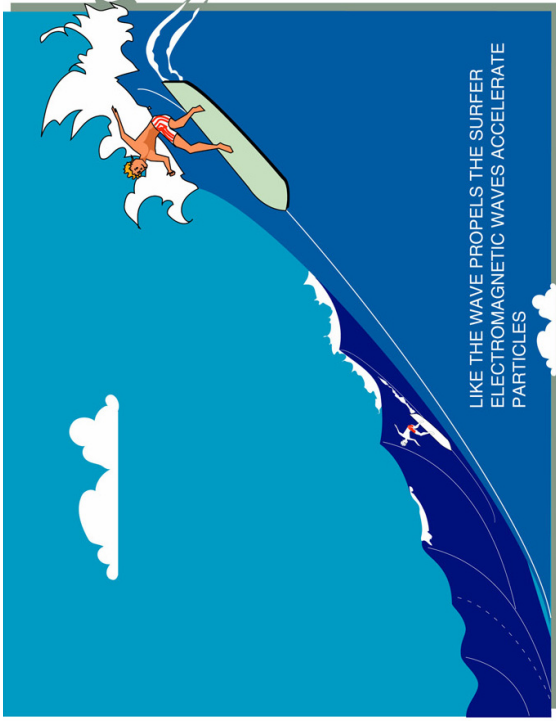 LIKE THE WAVE PROPELS THE SURFER
ELECTROMAGNETIC WAVES ACCELERATE
PARTICLES